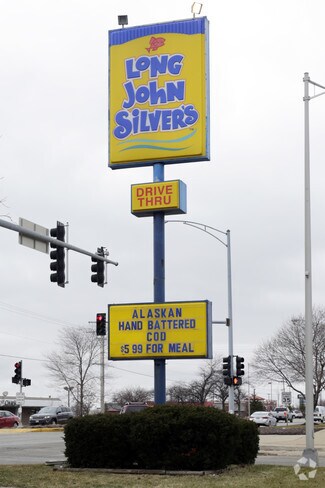 LONG
JOHN
SILVER'S
DRIVE
THRU
ALASKAN
HAND BATTERED
COD
$5 99 FOR MEAL